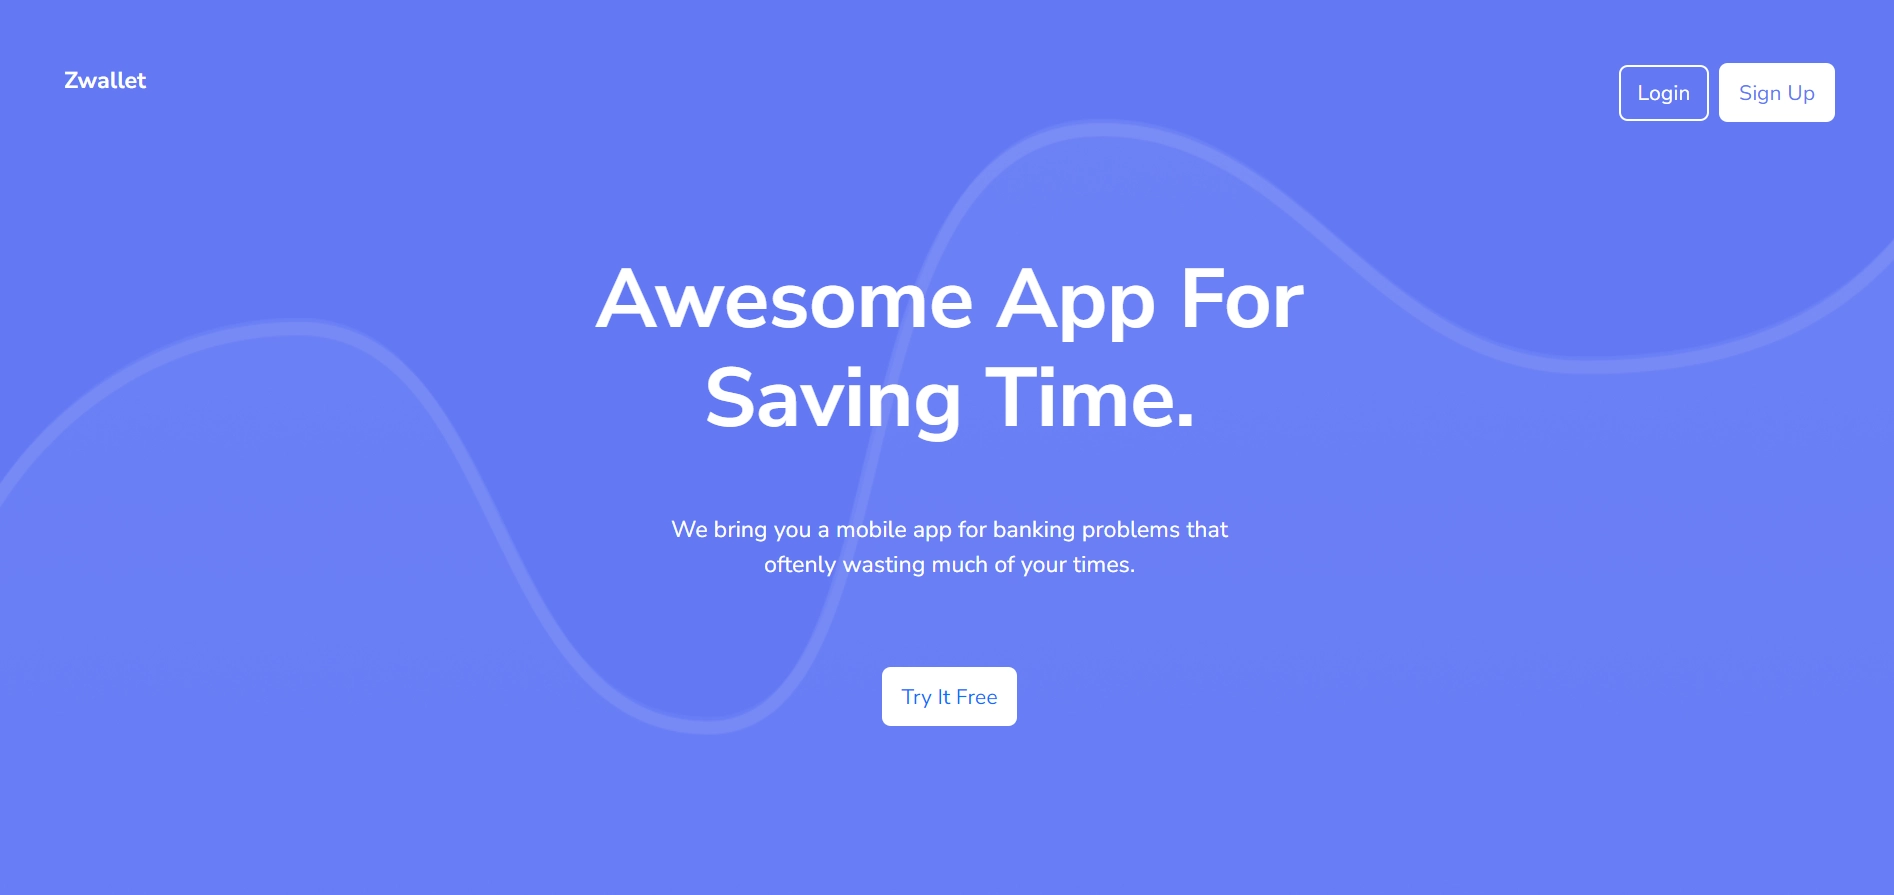 Zwallet
Login
Sign Up
Awesome App For
Saving Time.
We bring you a mobile app for banking problems that
oftenly wasting much of your times.
Try It Free